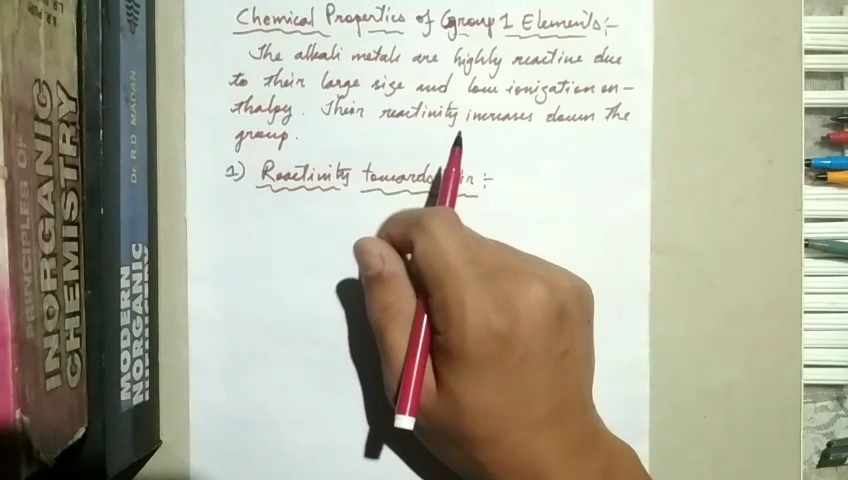 Chemical Properties of Group 1 Elements:-
The alkali metals are highly reactive due
to their large size and low ionization en-
thalpy. Their reactivity increases down the
group.
1) Reactivity towards :-
PRINCIPLES OF
INORGANIC
CHEMISTRY
Dr. R.D. MADAN
MODERN
INORGANIC